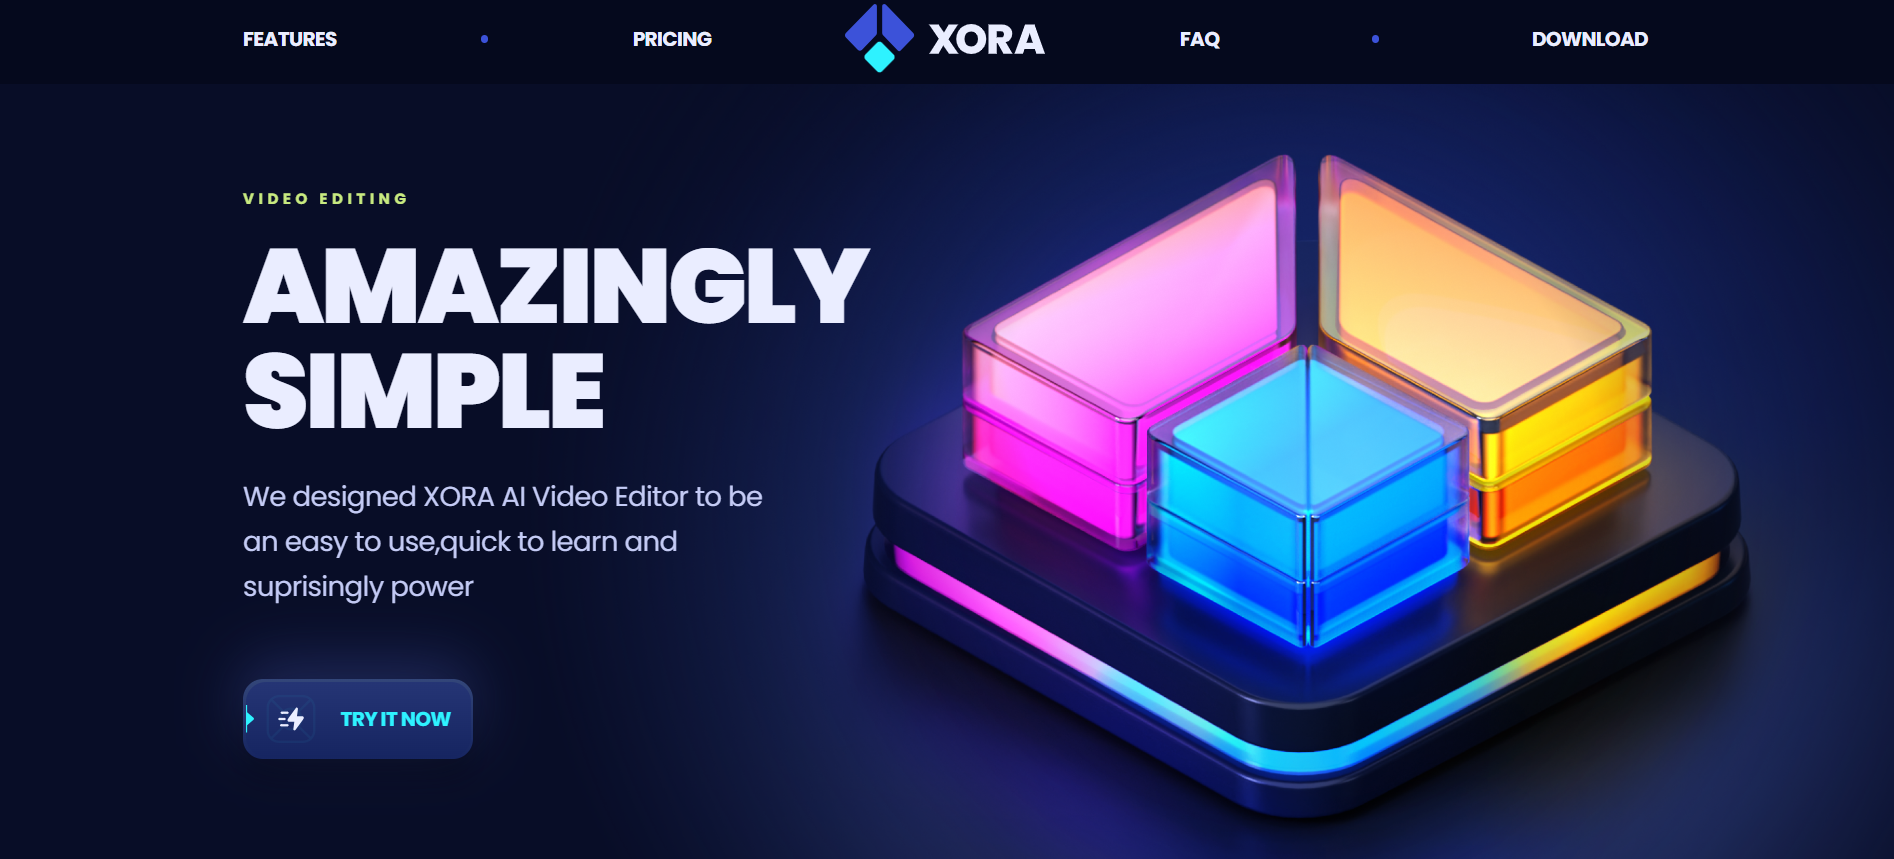 FEATURES
PRICING
XORA
FAQ
DOWNLOAD
VIDEO EDITING
AMAZINGLY
SIMPLE
We designed XORA AI Video Editor to be
an easy to use,quick to learn and
suprisingly power
TRY IT NOW